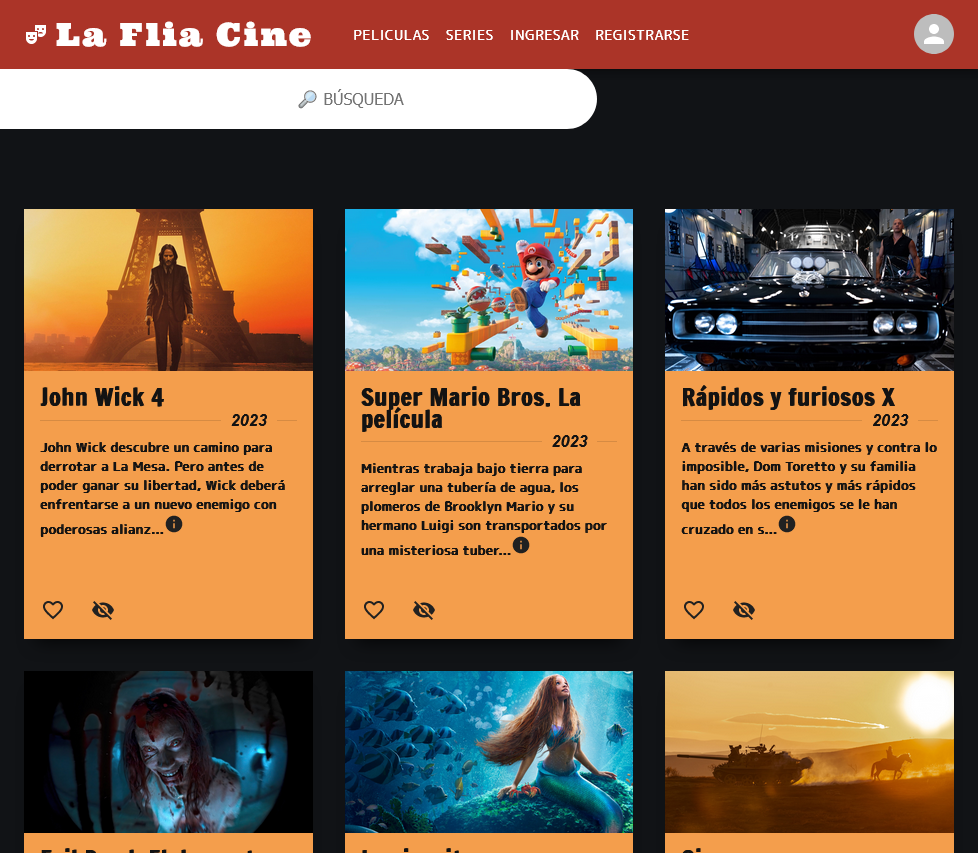 La Flia Cine
PELICULAS SERIES INGRESAR REGISTRARSE
BÚSQUEDA
John Wick 4
2023
John Wick descubre un camino para
derrotar a La Mesa. Pero antes de
poder ganar su libertad, Wick deberá
enfrentarse a un nuevo enemigo con
poderosas alianz...
Super Mario Bros. La
película
2023
Mientras trabaja bajo tierra para
arreglar una tubería de agua, los
plomeros de Brooklyn Mario y su
hermano Luigi son transportados por
una misteriosa tuber...
Rápidos y furiosos X
2023
A través de varias misiones y contra lo
imposible, Dom Toretto y su familia
han sido más astutos y más rápidos
que todos los enemigos se le han
cruzado en s...